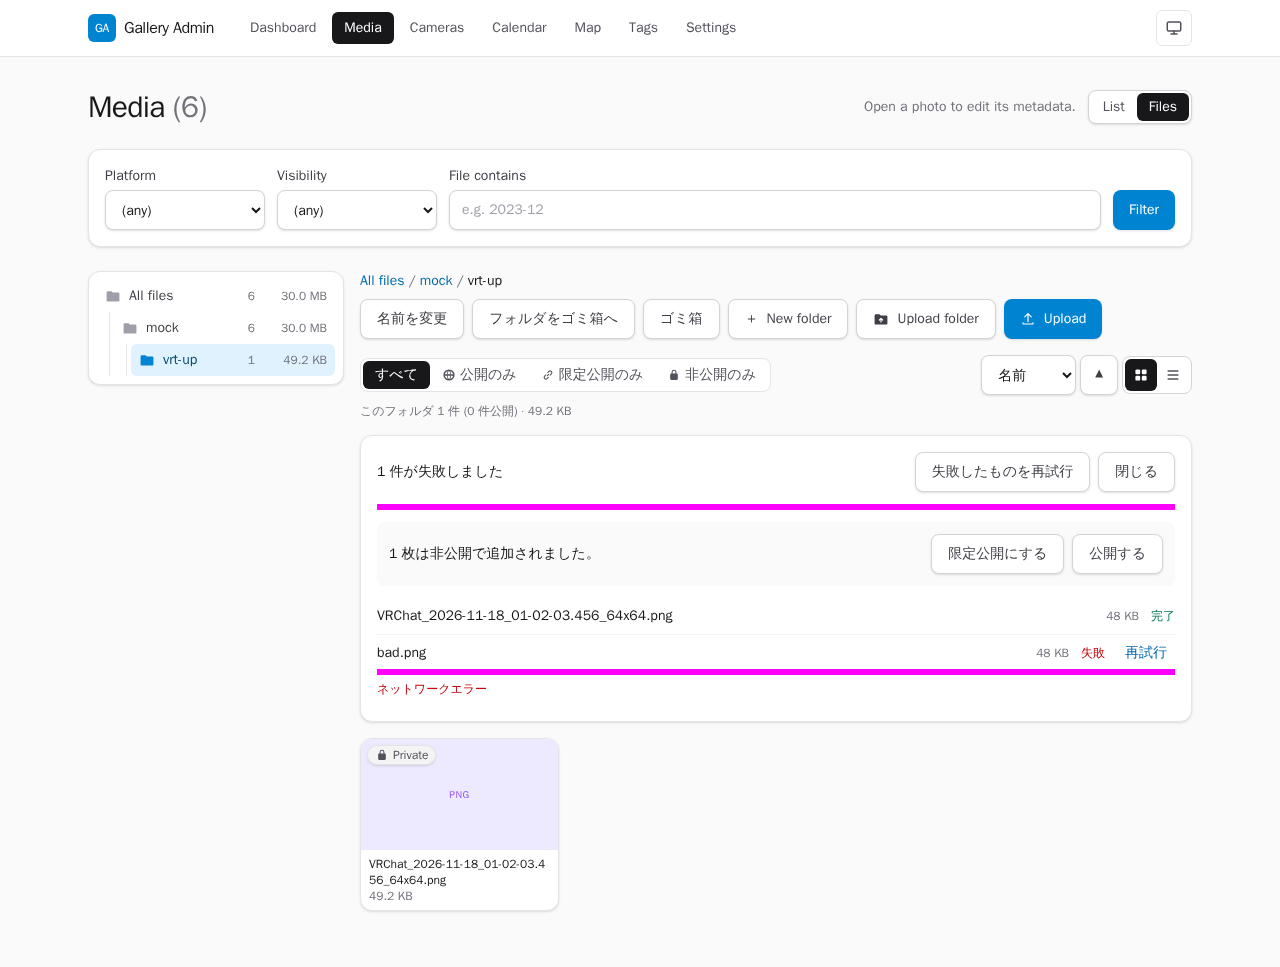 GA Gallery Admin Dashboard Media Cameras Calendar Map Tags Settings
Media (6)
Open a photo to edit its metadata. List Files
Platform Visibility File contains
(any) (any) e.g. 2023-12 Filter
All files 6 30.0 MB
mock 6 30.0 MB
vrt-up 1 49.2 KB
All files / mock / vrt-up
名前を変更 フォルダをゴミ箱へ ゴミ箱 + New folder Upload folder Upload
すべて 公開のみ 限定公開のみ 非公開のみ 名前 ▲
このフォルダ 1 件 (0 件公開) · 49.2 KB
1 件が失敗しました 失敗したものを再試行 閉じる
1 枚は非公開で追加されました。 限定公開にする 公開する
VRChat_2026-11-18_01-02-03.456_64x64.png 48 KB 完了
bad.png 48 KB 失敗 再試行
ネットワークエラー
Private
PNG
VRChat_2026-11-18_01-02-03.4
56_64x64.png
49.2 KB